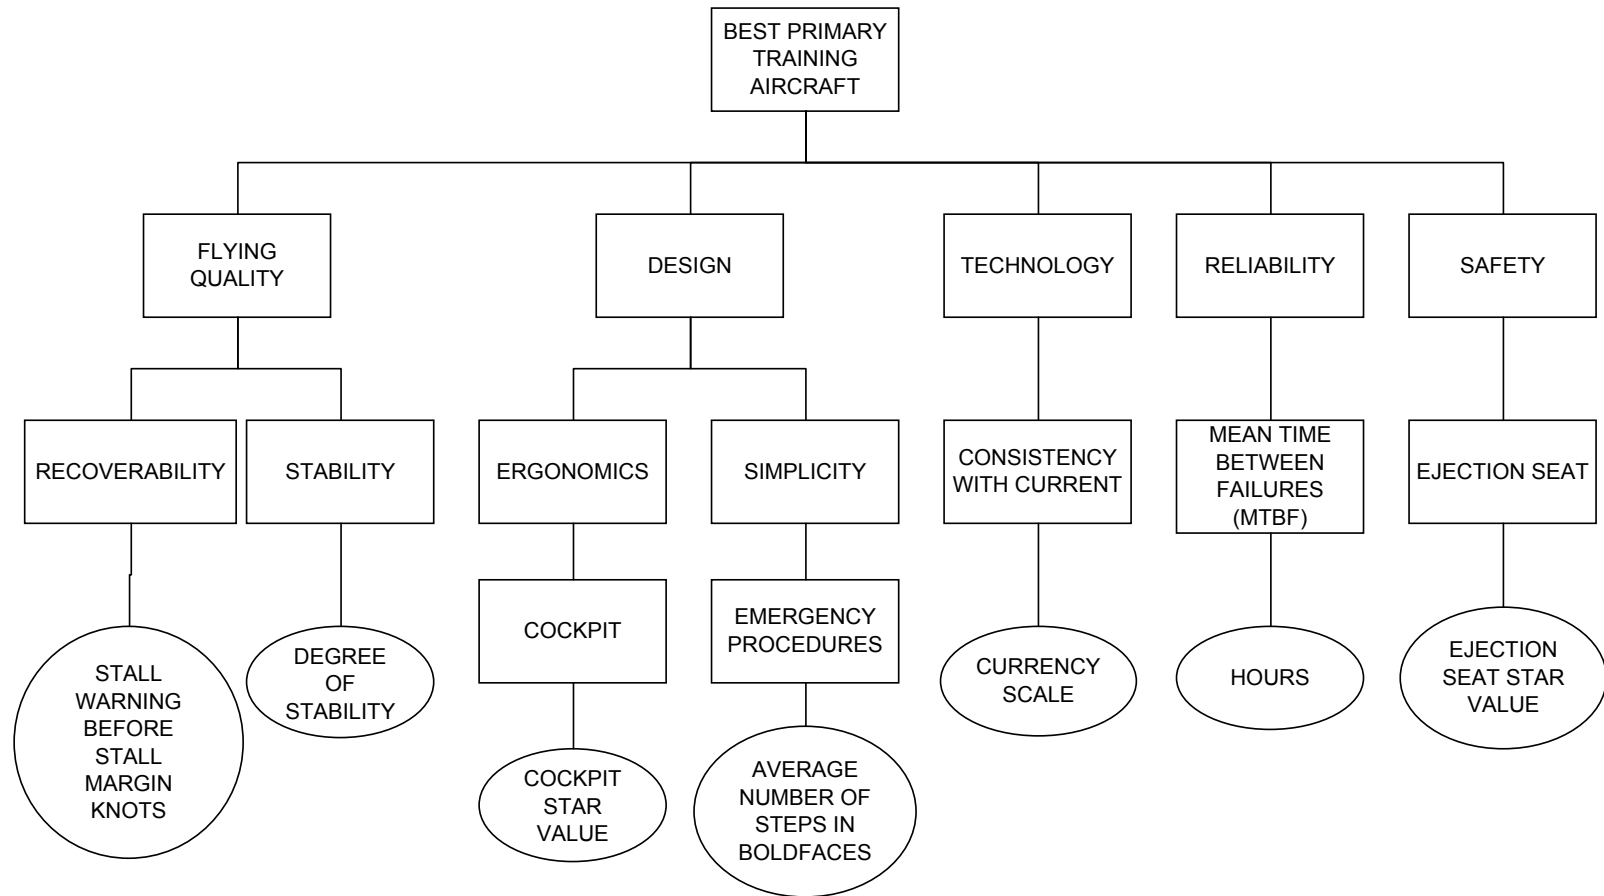 BEST PRIMARY
TRAINING
AIRCRAFT
FLYING
QUALITY
DESIGN
TECHNOLOGY
RELIABILITY
SAFETY
RECOVERABILITY
STABILITY
ERGONOMICS
SIMPLICITY
CONSISTENCY
WITH CURRENT
MEAN TIME
BETWEEN
FAILURES
(MTBF)
EJECTION SEAT
COCKPIT
EMERGENCY
PROCEDURES
STALL
WARNING
BEFORE
STALL
MARGIN
KNOTS
DEGREE
OF
STABILITY
COCKPIT
STAR
VALUE
AVERAGE
NUMBER OF
STEPS IN
BOLDFACES
CURRENCY
SCALE
HOURS
EJECTION
SEAT STAR
VALUE